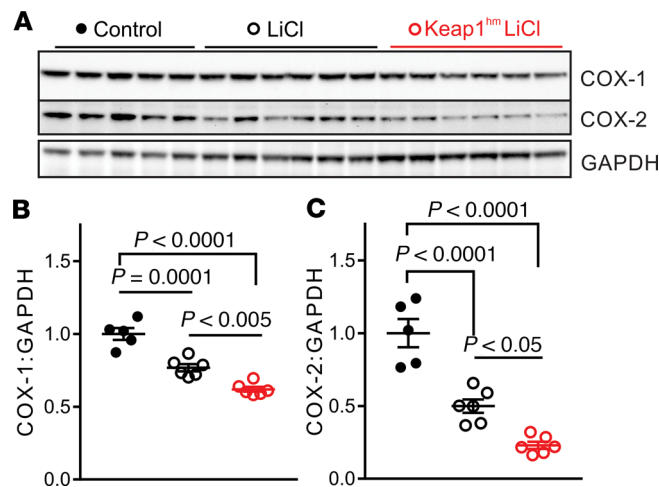 A
Control LiCl Keap1hm LiCl
COX-1
COX-2
GAPDH
B
COX-1:GAPDH
1.5
1.0
0.5
0.0
P < 0.0001
P = 0.0001
P < 0.005
C
COX-2:GAPDH
1.5
1.0
0.5
0.0
P < 0.0001
P < 0.0001
P < 0.05